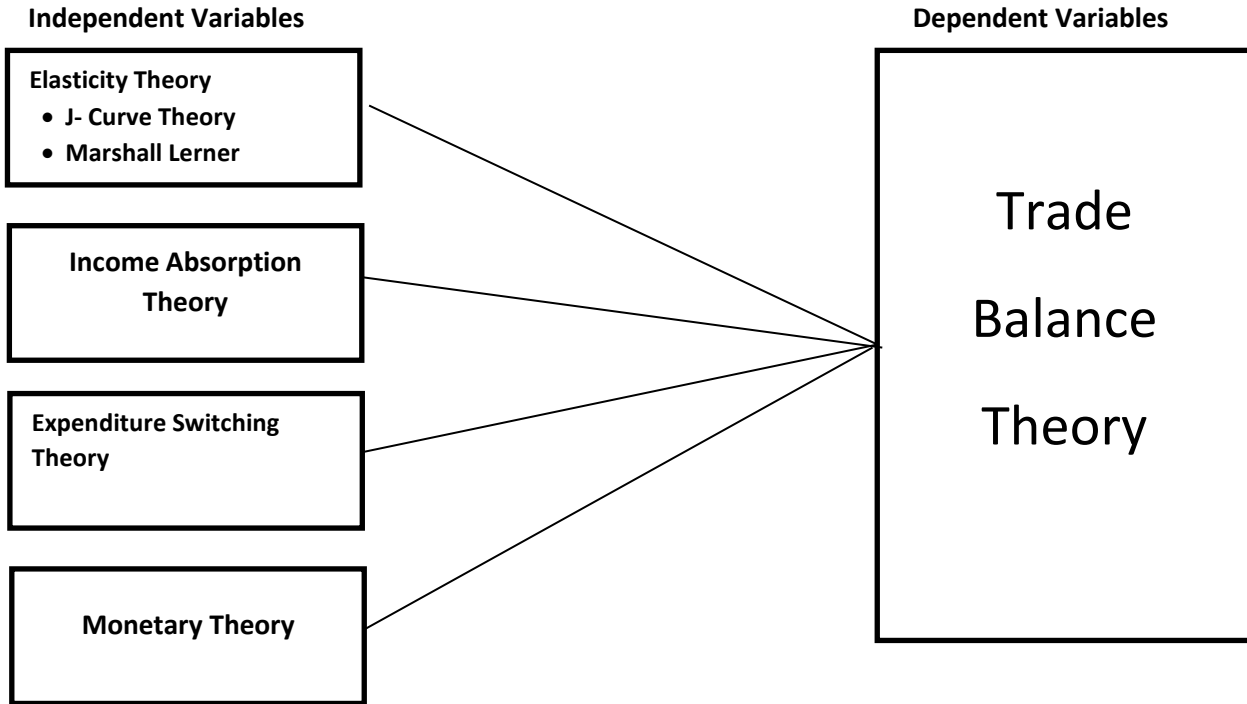 Independent Variables
Dependent Variables
Elasticity Theory
• J- Curve Theory
• Marshall Lerner
Income Absorption
Theory
Expenditure Switching
Theory
Monetary Theory
Trade
Balance
Theory